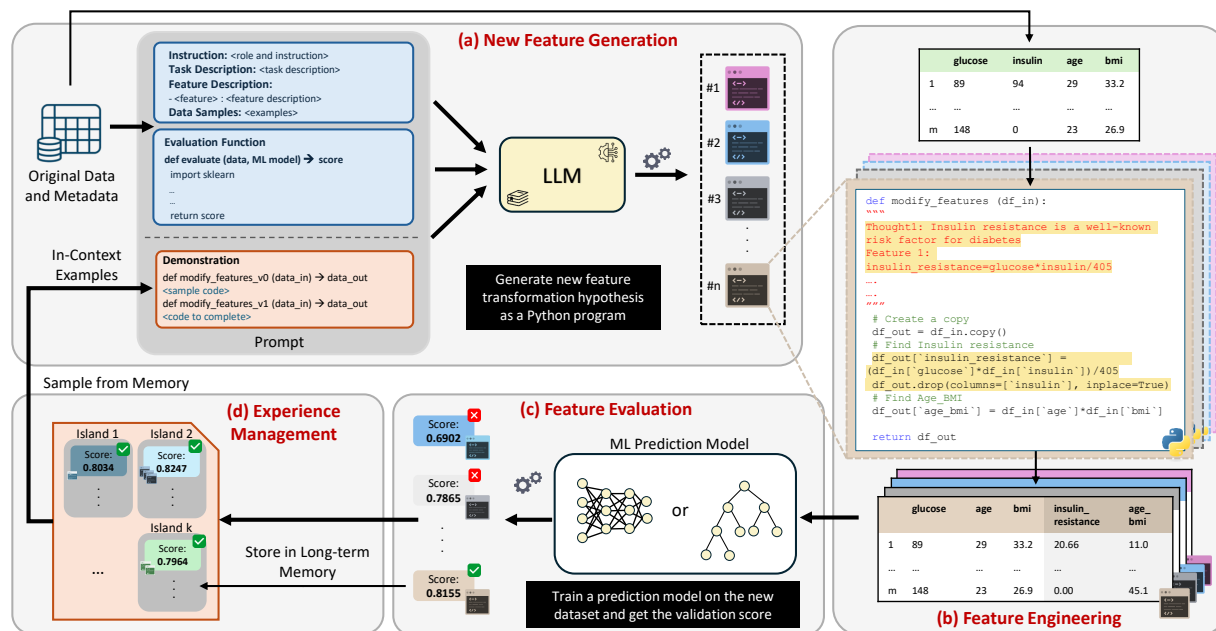 (a) New Feature Generation
Original Data
and Metadata
In-Context
Examples
Instruction: <role and instruction>
Task Description: <task description>
Feature Description:
- <feature> : <feature description>
Data Samples: <examples>
Evaluation Function
def evaluate (data, ML model) → score
import sklearn
…
…
return score
Demonstration
def modify_features_v0 (data_in) → data_out
<sample code>
def modify_features_v1 (data_in) → data_out
<code to complete>
Prompt
LLM
Generate new feature
transformation hypothesis
as a Python program
#1
#2
#3
.
.
.
#n
glucose insulin age bmi
1 89 94 29 33.2
… … … …
m 148 0 23 26.9
def modify_features (df_in):
"""
Thought1: Insulin resistance is a well-known
risk factor for diabetes
Feature 1:
insulin_resistance=glucose*insulin/405
….
….
"""
# Create a copy
df_out = df_in.copy()
# Find Insulin resistance
df_out[`insulin_resistance`] =
(df_in[`glucose`]*df_in[`insulin`])/405
df_out.drop(columns=[`insulin`], inplace=True)
# Find Age_BMI
df_out[`age_bmi`] = df_in[`age`]*df_in[`bmi`]
return df_out
glucose age bmi insulin_
resistance age_
bmi
1 89 29 33.2 20.66 11.0
… … … … …
m 148 23 26.9 0.00 45.1
(b) Feature Engineering
(c) Feature Evaluation
ML Prediction Model
or
Train a prediction model on the new
dataset and get the validation score
Score:
0.6902
Score:
0.7865
.
.
.
Score:
0.8155
Sample from Memory
(d) Experience
Management
Island 1
Score:
0.8034
.
.
.
Island 2
Score:
0.8247
.
.
.
Island k
Score:
0.7964
.
.
.
...
Store in Long-term
Memory